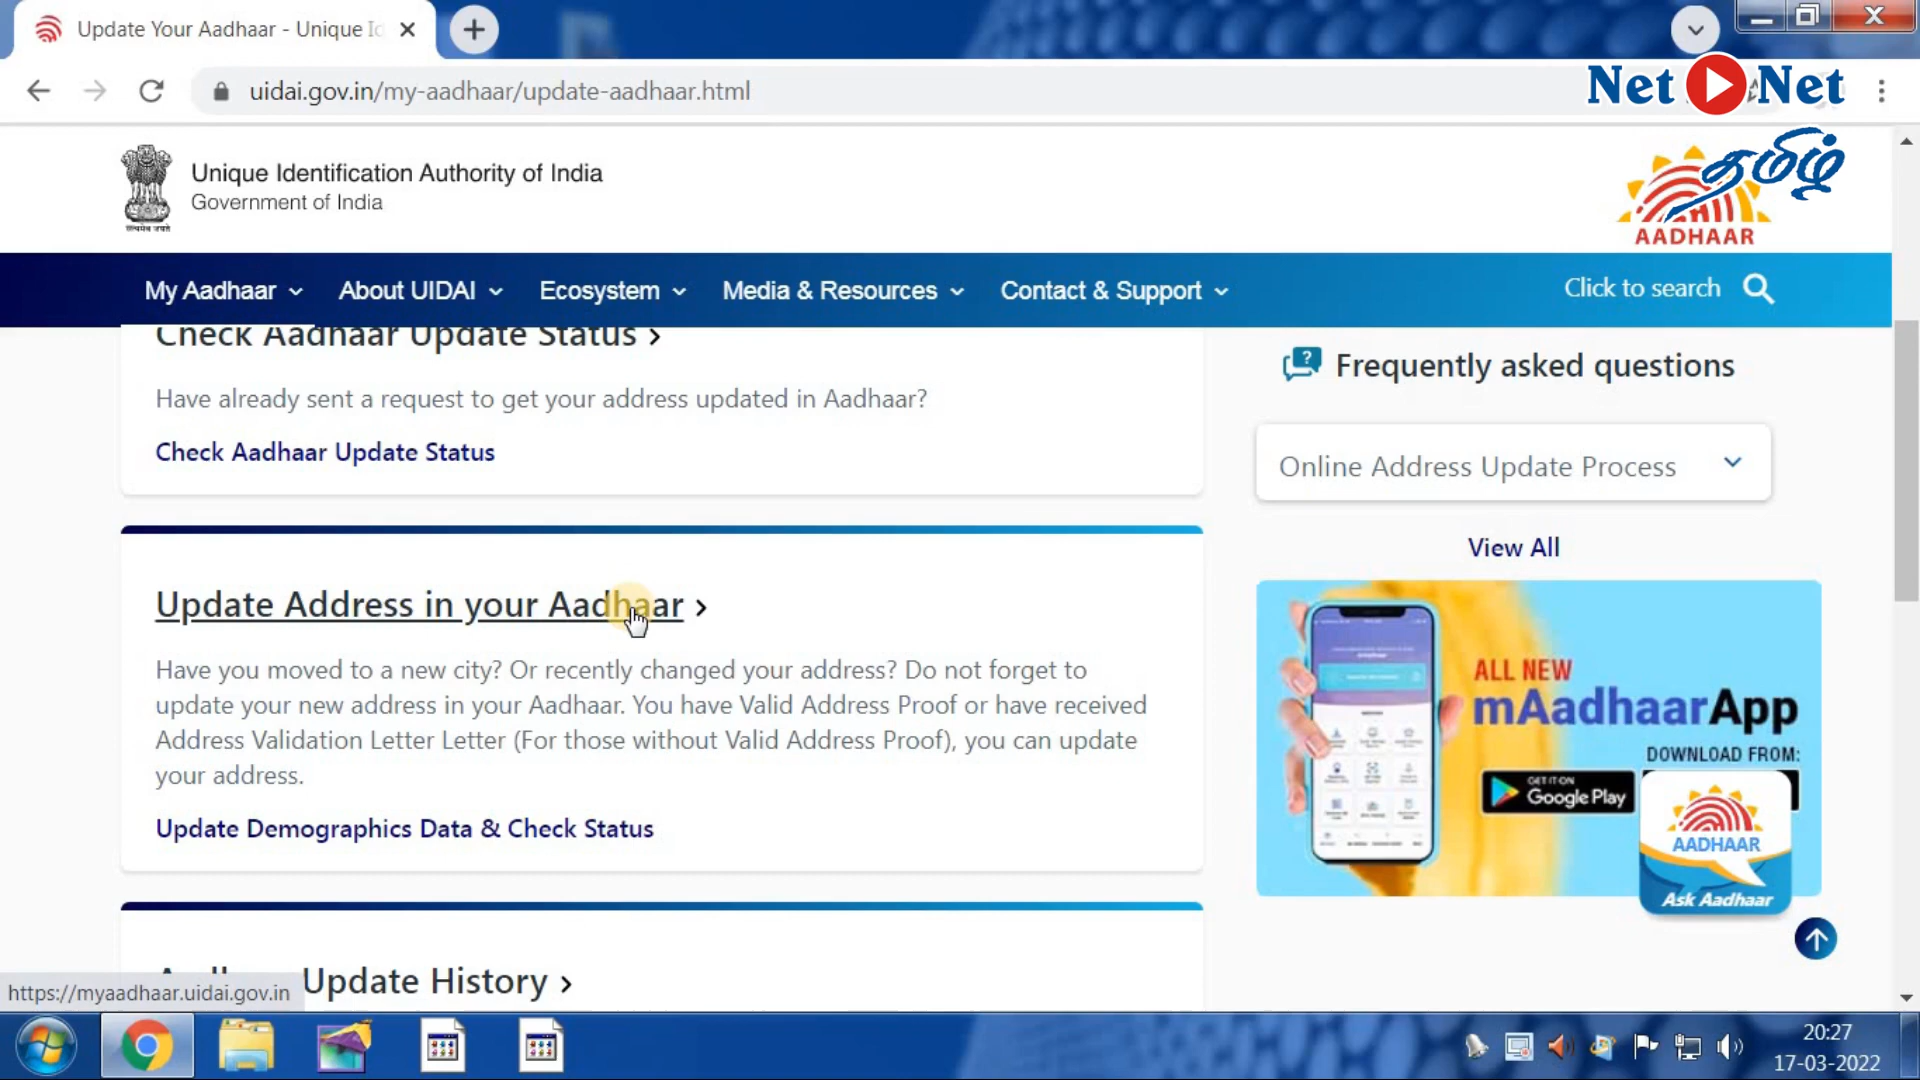 Update Your Aadhaar - Unique Id
uidai.gov.in/my-aadhaar/update-aadhaar.html
Net Net
தமிழ்
Unique Identification Authority of India
Government of India
सत्यमेव जयते
AADHAAR
My Aadhaar
About UIDAI
Ecosystem
Media & Resources
Contact & Support
Click to search
Check Aadhaar Update Status
Have already sent a request to get your address updated in Aadhaar?
Check Aadhaar Update Status
Update Address in your Aadhaar
Have you moved to a new city? Or recently changed your address? Do not forget to
update your new address in your Aadhaar. You have Valid Address Proof or have received
Address Validation Letter Letter (For those without Valid Address Proof), you can update
your address.
Update Demographics Data & Check Status
Update History
Frequently asked questions
Online Address Update Process
View All
ALL NEW
mAadhaarApp
DOWNLOAD FROM:
GET IT ON
Google Play
AADHAAR
Ask Aadhaar
https://myaadhaar.uidai.gov.in
20:27
17-03-2022